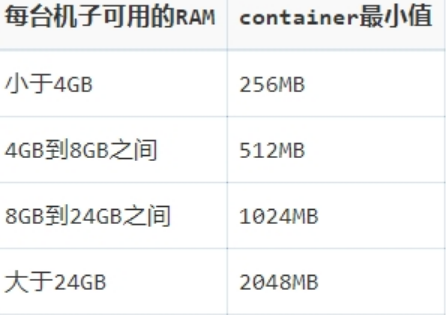 每台机子可用的RAM container最小值
小于4GB 256MB
4GB到8GB之间 512MB
8GB到24GB之间 1024MB
大于24GB 2048MB